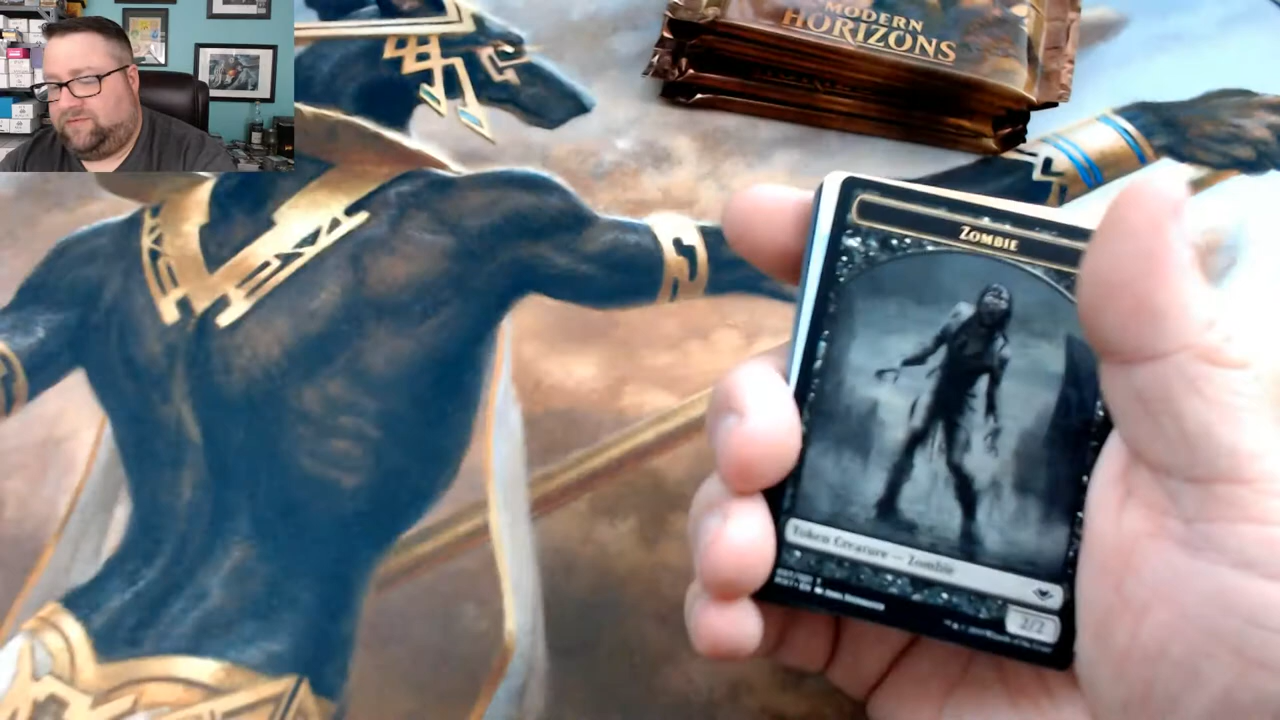 MODERN
HORIZONS
ZOMBIE
Token Creature — Zombie
2/2